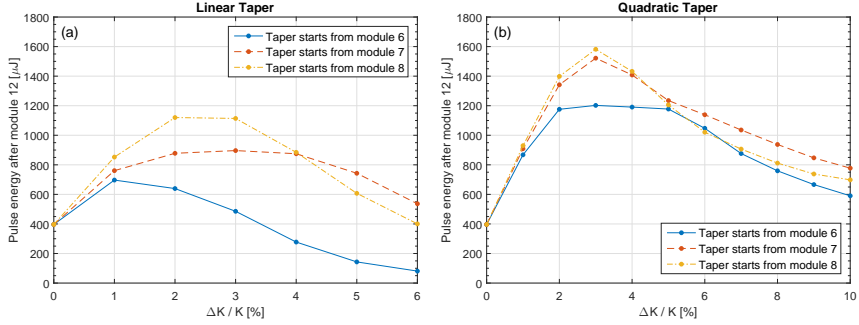 Linear Taper
(a)
Taper starts from module 6
Taper starts from module 7
Taper starts from module 8
Pulse energy after module 12 [μJ]
1800
1600
1400
1200
1000
800
600
400
200
0
0 1 2 3 4 5 6
ΔK / K [%]
Quadratic Taper
(b)
Pulse energy after module 12 [μJ]
1800
1600
1400
1200
1000
800
600
400
200
0
Taper starts from module 6
Taper starts from module 7
Taper starts from module 8
0 2 4 6 8 10
ΔK / K [%]